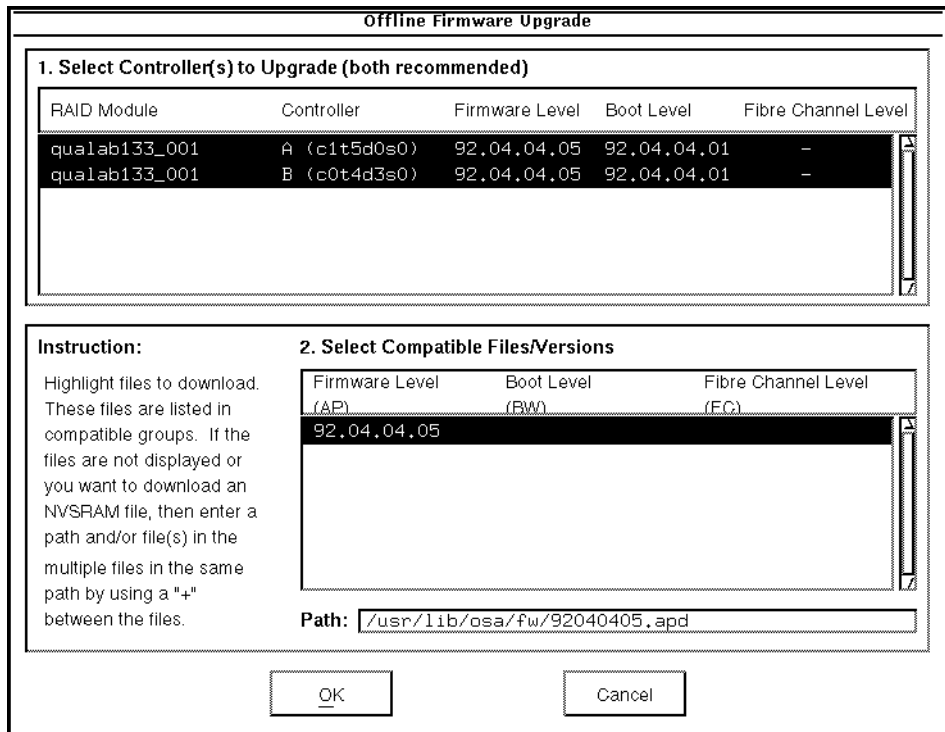 Offline Firmware Upgrade
1. Select Controller(s) to Upgrade (both recommended)
RAID Module Controller Firmware Level Boot Level Fibre Channel Level
qualab133_001 A (c1t5d0s0) 92.04.04.05 92.04.04.01 –
qualab133_001 B (c0t4d3s0) 92.04.04.05 92.04.04.01 –
Instruction:
Highlight files to download.
These files are listed in
compatible groups. If the
files are not displayed or
you want to download an
NVSRAM file, then enter a
path and/or file(s) in the
multiple files in the same
path by using a "+"
between the files.
2. Select Compatible Files/Versions
Firmware Level Boot Level Fibre Channel Level
(AP) (BW) (FC)
92.04.04.05
Path: /usr/lib/osa/fw/92040405.apd
OK Cancel